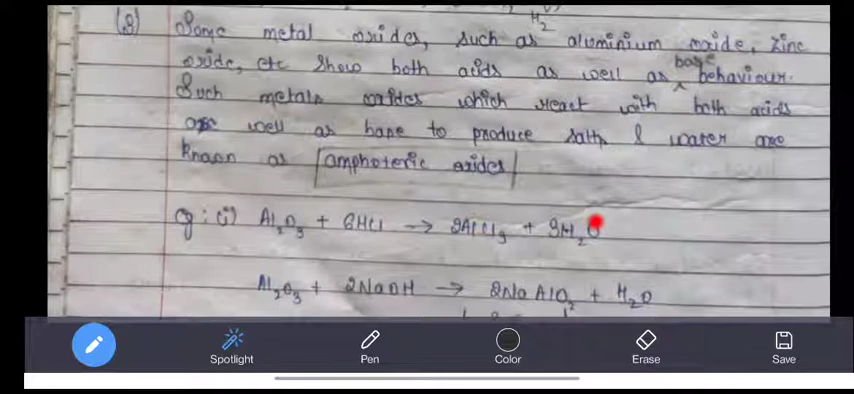 H2
(8) Some metal oxides, such as aluminium oxide, zinc
oxide, etc show both acids as well as base behaviour.
Such metals oxides which react with both acids
as well as base to produce salts & water are
known as amphoteric oxides
eg: (i) Al2O3 + 6HCl → 2AlCl3 + 3H2O
Al2O3 + 2NaOH → 2NaAlO2 + H2O
Spotlight Pen Color Erase Save